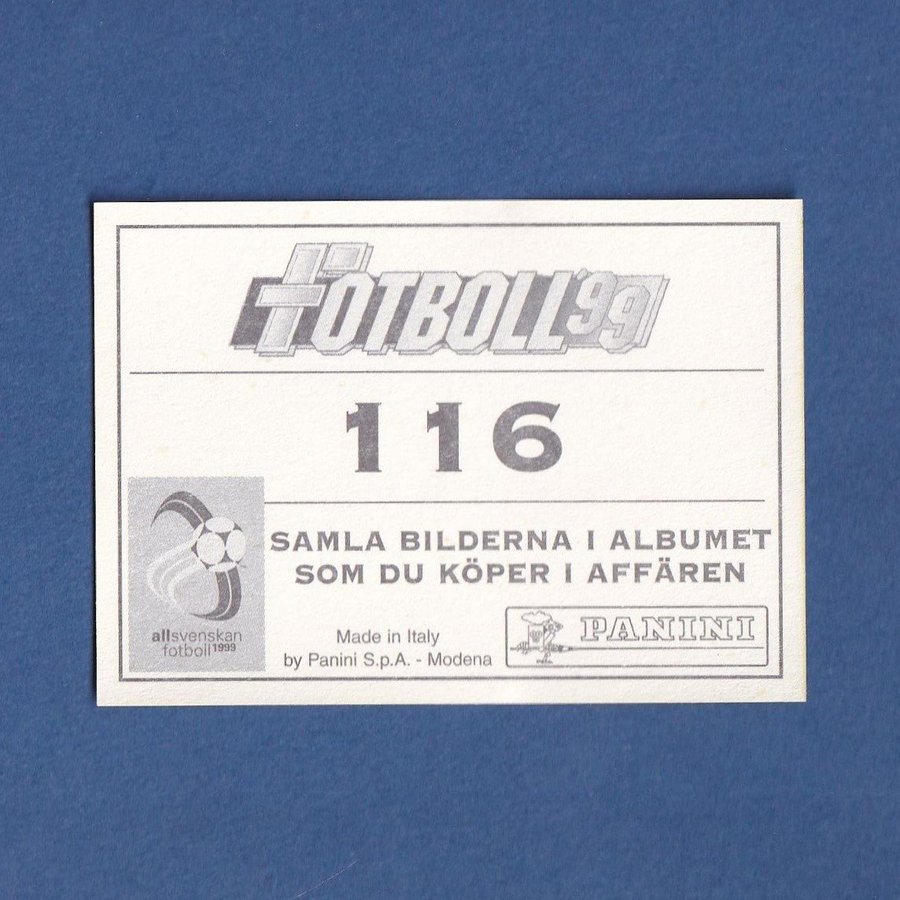 FOTBOLL'99
116
SAMLA BILDERNA I ALBUMET
SOM DU KÖPER I AFFÄREN
allsvenskan
fotboll 1999
Made in Italy
by Panini S.p.A. - Modena
PANINI